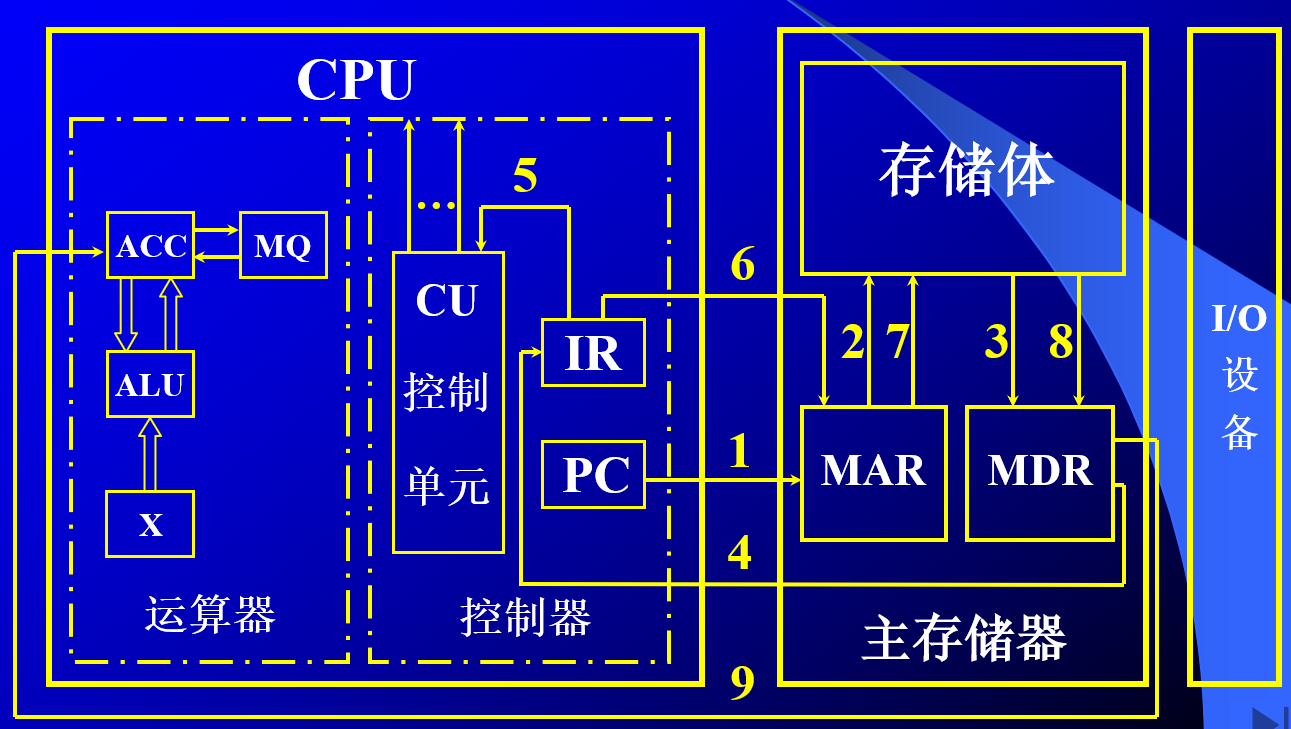 CPU
ACC
MQ
ALU
X
运算器
…
5
CU
控制
单元
IR
PC
控制器
6
1
4
9
存储体
2
7
3
8
MAR
MDR
主存储器
I/O
设
备